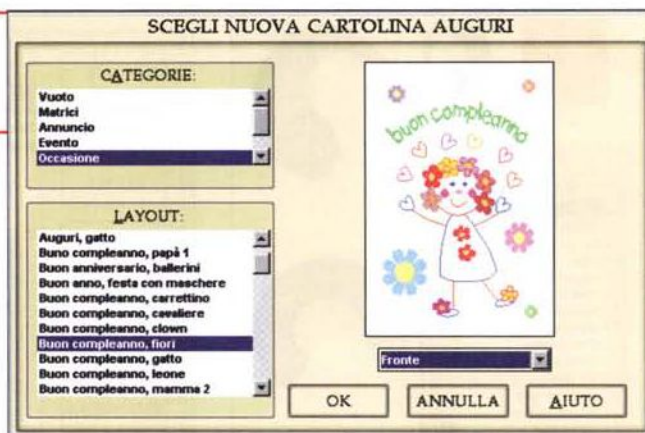 SCEGLI NUOVA CARTOLINA AUGURI
CATEGORIE:
Vuoto
Matrici
Annuncio
Evento
Occasione
LAYOUT:
Auguri, gatto
Buno compleanno, papà 1
Buon anniversario, ballerini
Buon anno, festa con maschere
Buon compleanno, carrettino
Buon compleanno, cavaliere
Buon compleanno, clown
Buon compleanno, fiori
Buon compleanno, gatto
Buon compleanno, leone
Buon compleanno, mamma 2
buon compleanno
Fronte
OK
ANNULLA
AIUTO